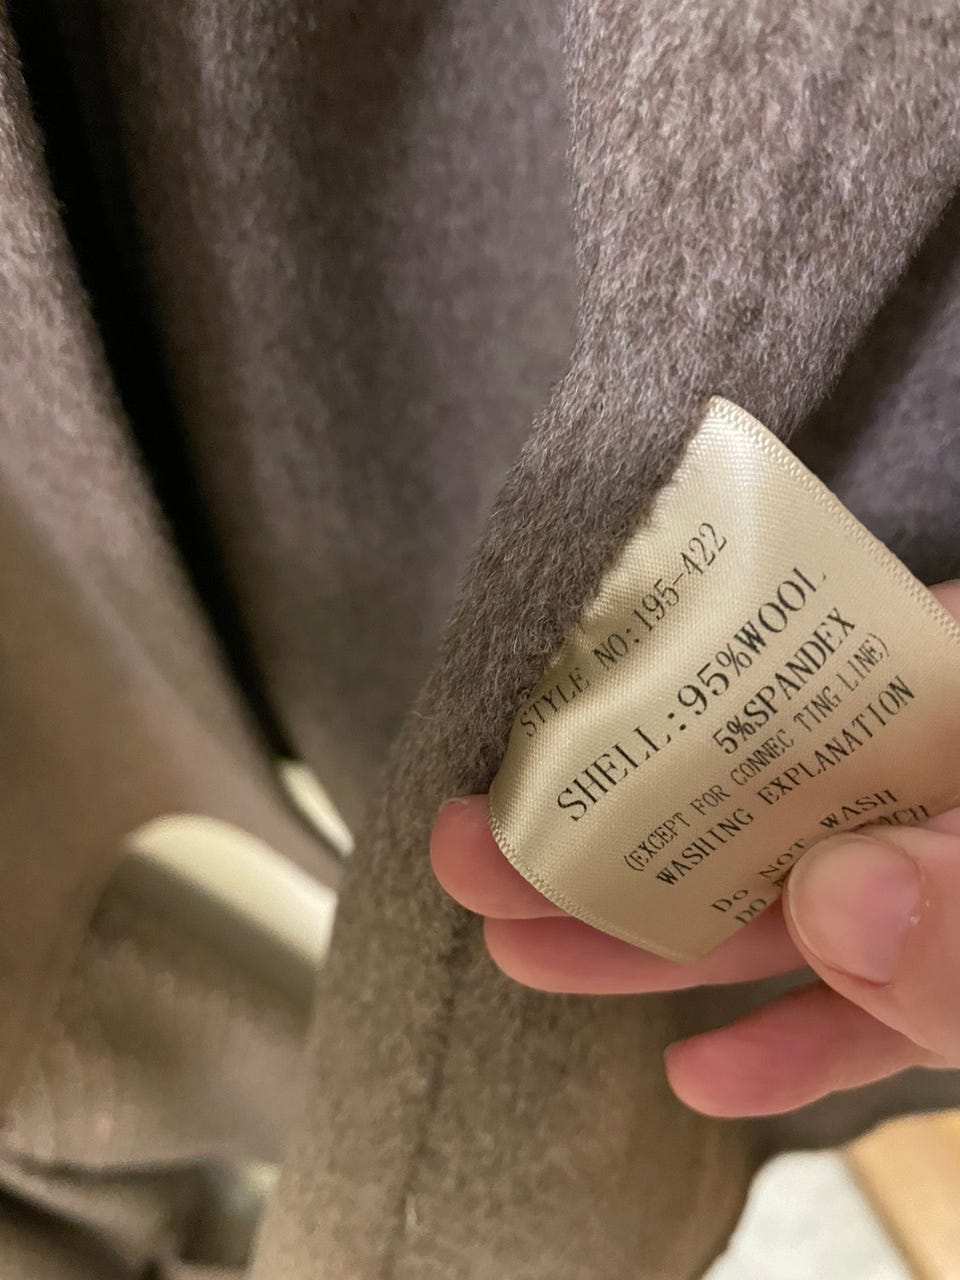 STYLE NO:195-422
SHELL:95%WOOL
5%SPANDEX
(EXCEPT FOR CONNEC TING LINE)
WASHING EXPLANATION
DO NOT WASH
DO